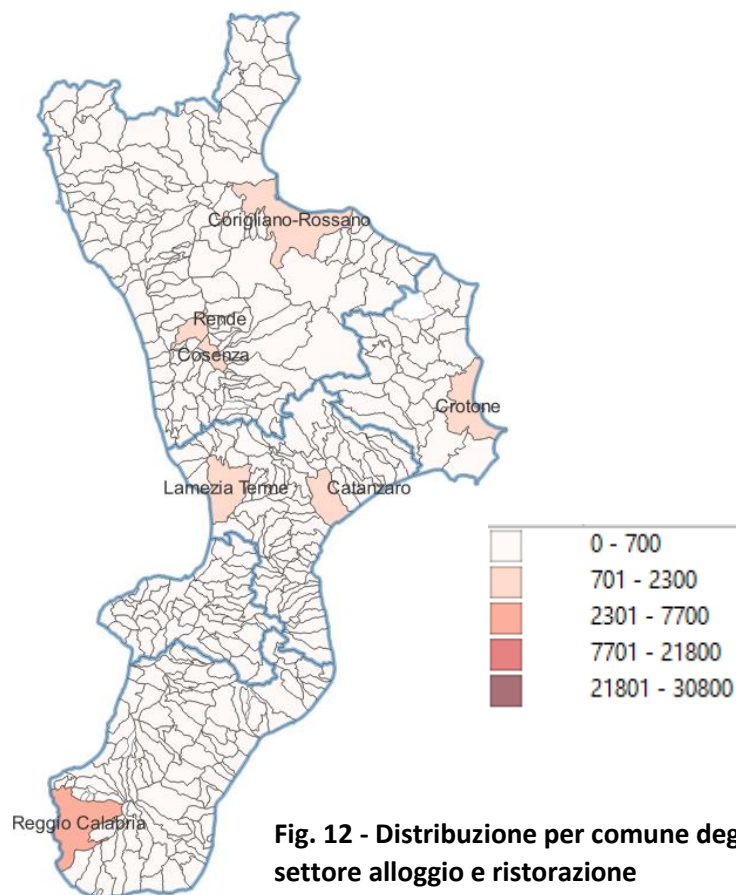 Corigliano-Rossano
Rende
Cosenza
Crotone
Lamezia Terme
Catanzaro
0 - 700
701 - 2300
2301 - 7700
7701 - 21800
21801 - 30800
Reggio Calabria
Fig. 12 - Distribuzione per comune deg
settore alloggio e ristorazione